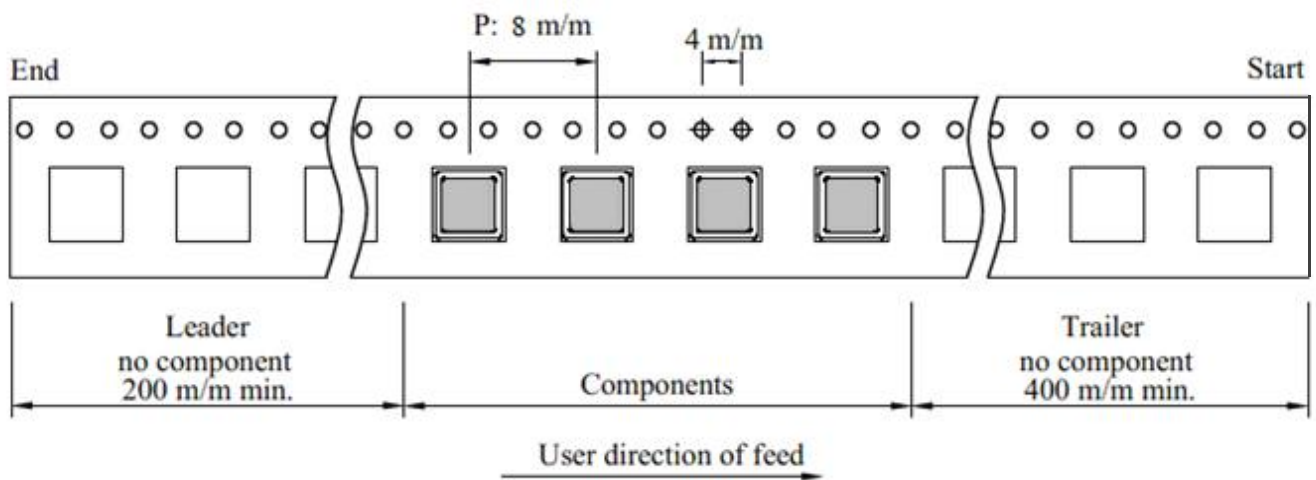 P: 8 m/m
4 m/m
End
Start
Leader
no component
200 m/m min.
Components
Trailer
no component
400 m/m min.
User direction of feed